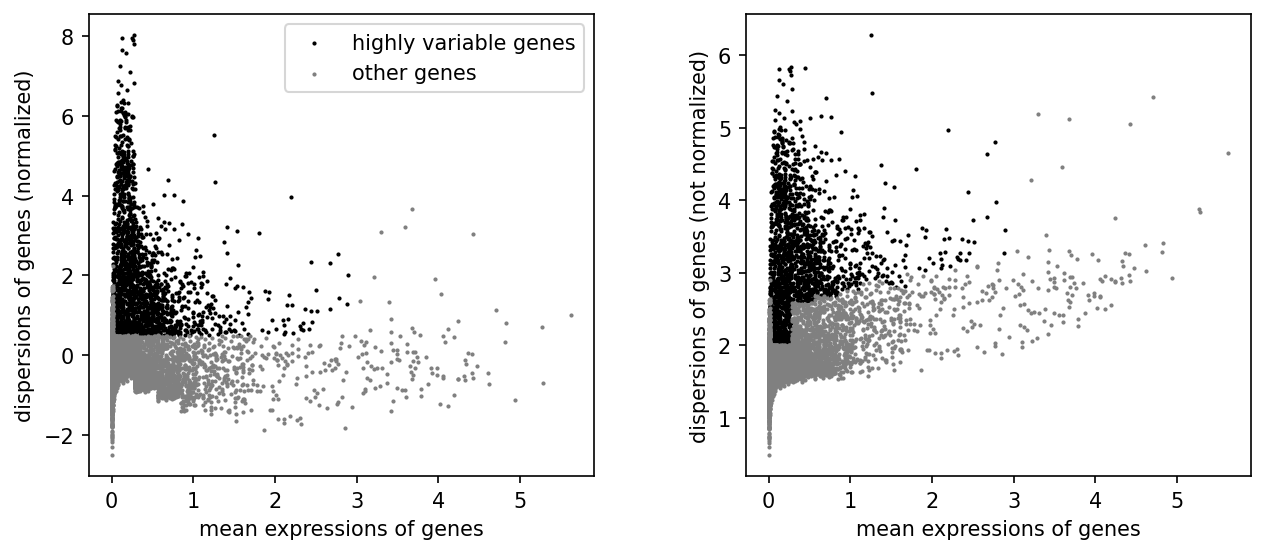 dispersions of genes (normalized)
8
6
4
2
0
−2
highly variable genes
other genes
0 1 2 3 4 5
mean expressions of genes
dispersions of genes (not normalized)
6
5
4
3
2
1
0 1 2 3 4 5
mean expressions of genes